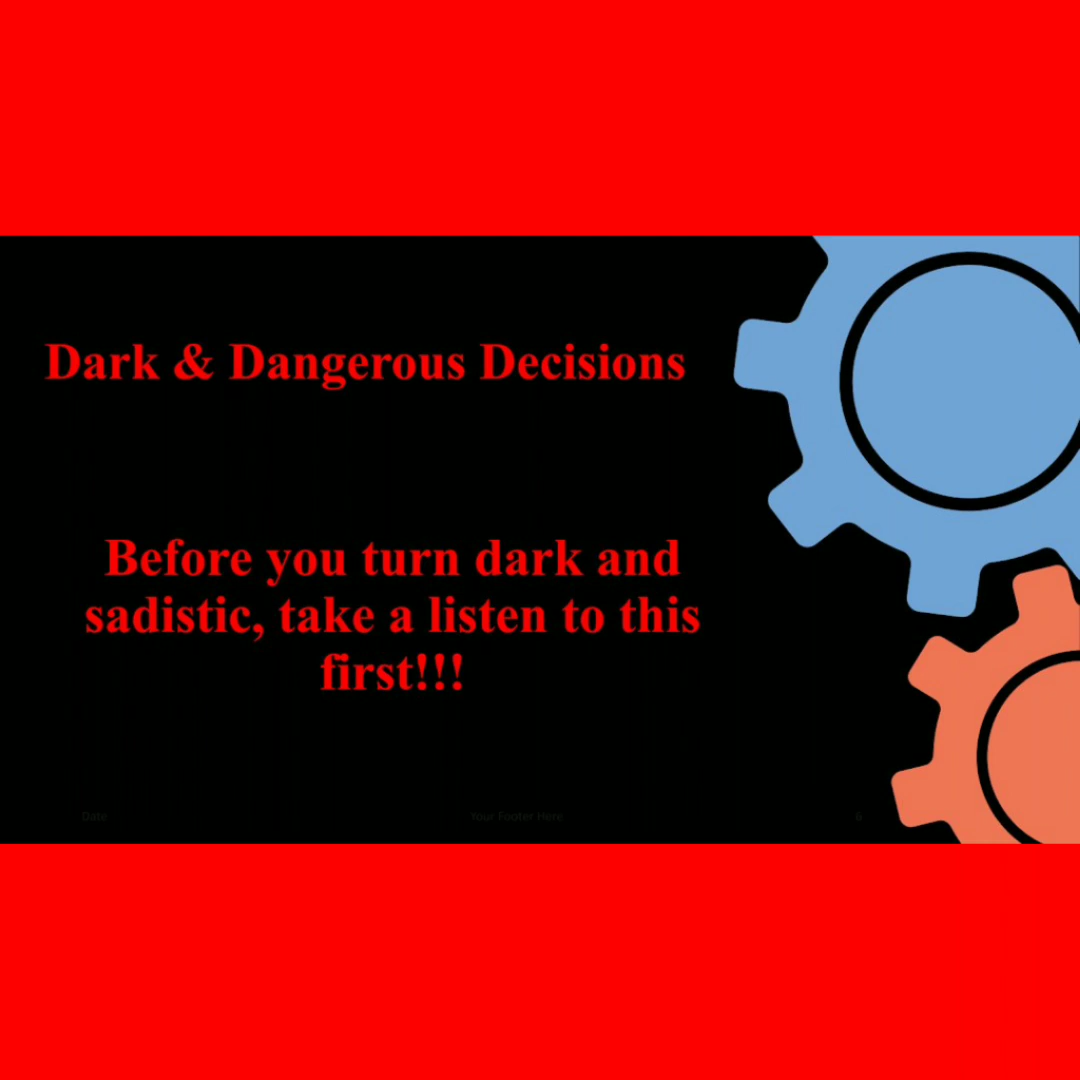 Dark & Dangerous Decisions
Before you turn dark and
sadistic, take a listen to this
first!!!
Date
Your Footer Here
6